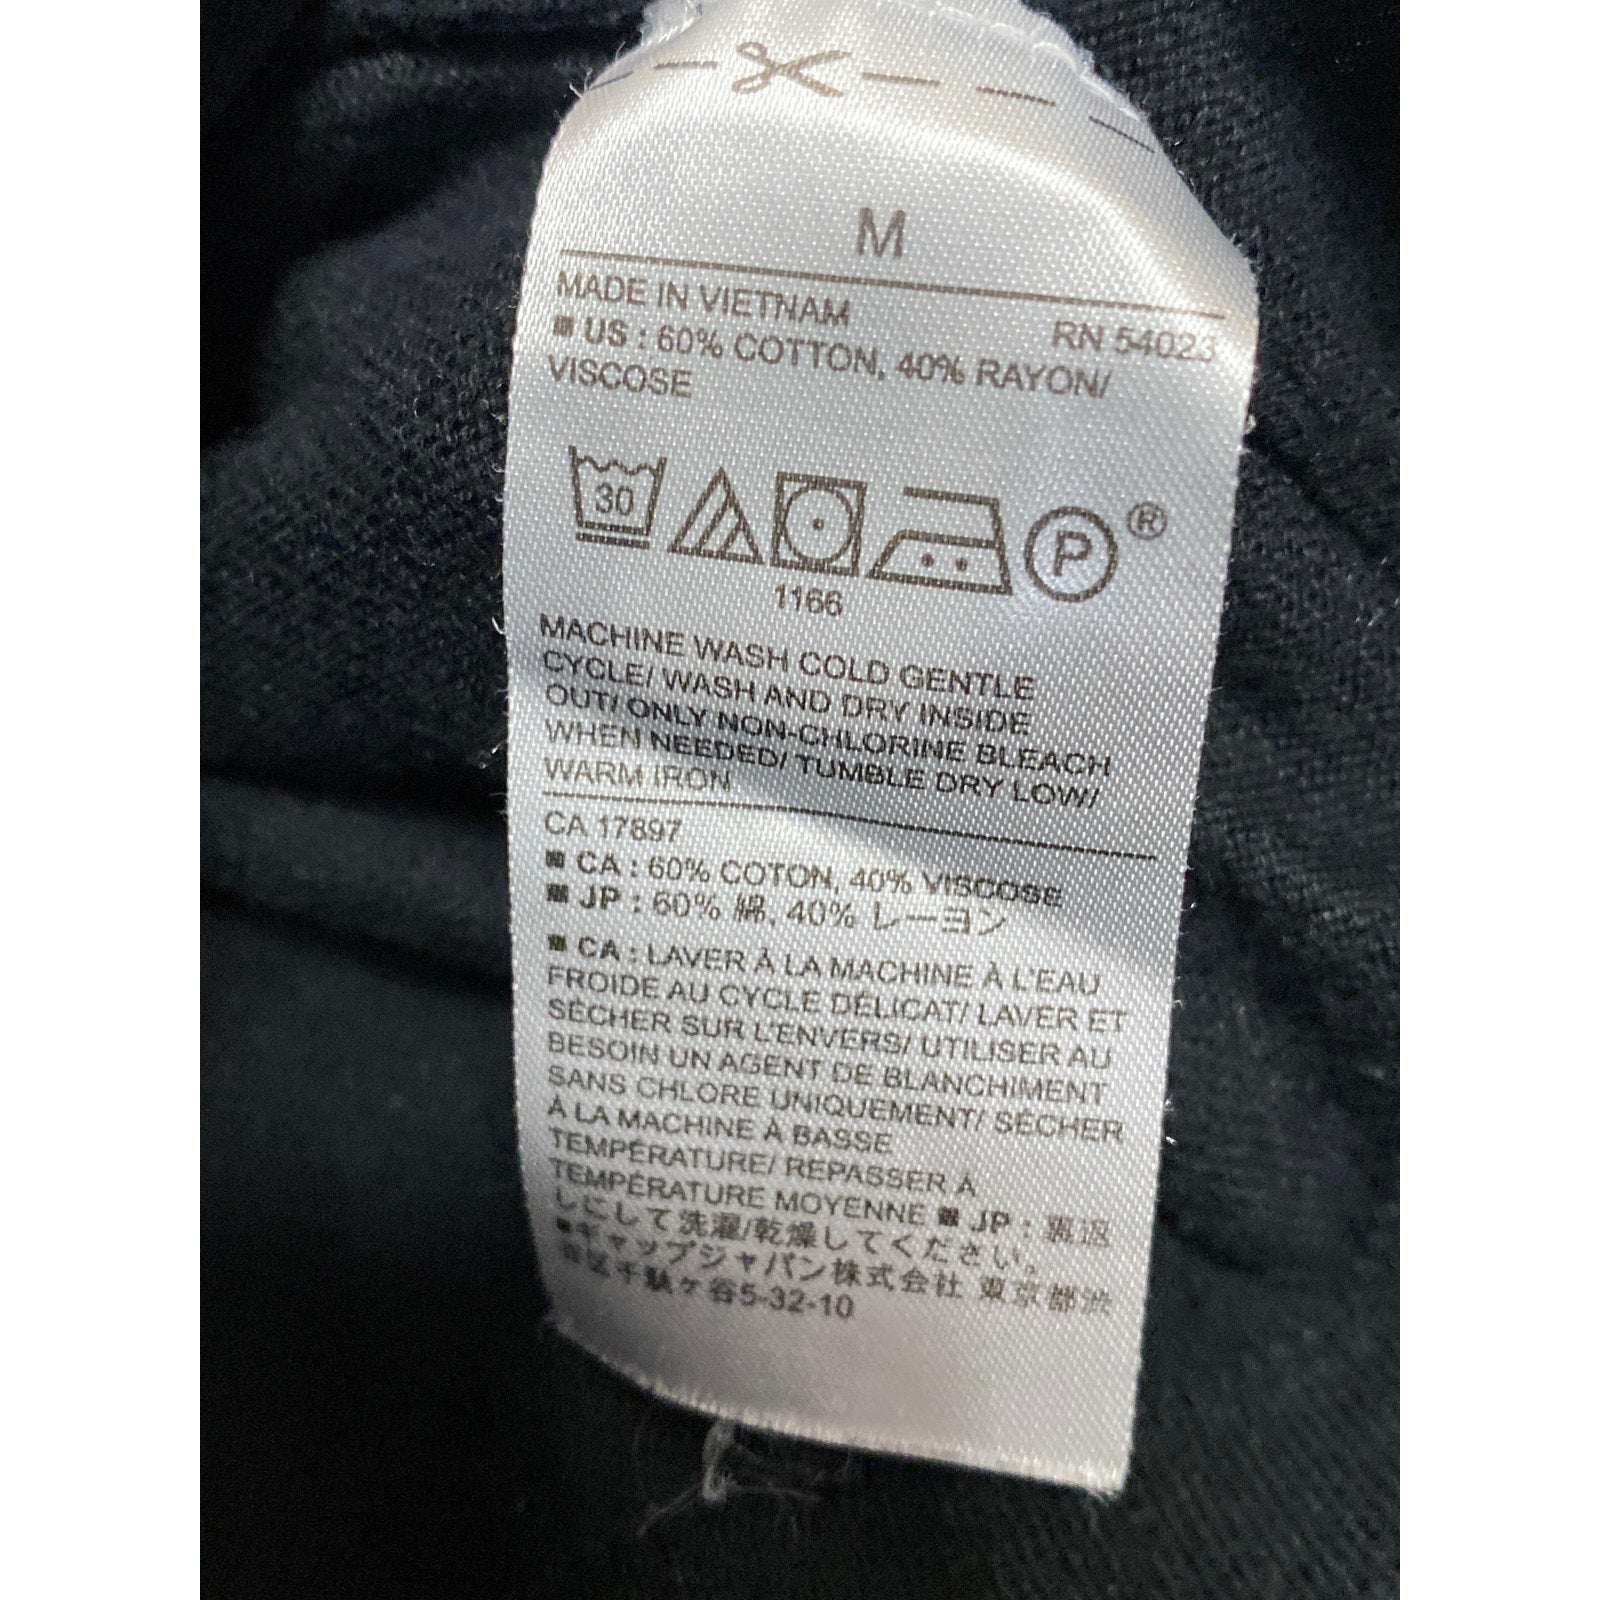 M
MADE IN VIETNAM RN 54023
US : 60% COTTON, 40% RAYON/
VISCOSE
30 P ®
1166
MACHINE WASH COLD GENTLE
CYCLE/ WASH AND DRY INSIDE
OUT/ ONLY NON-CHLORINE BLEACH
WHEN NEEDED/ TUMBLE DRY LOW/
WARM IRON
CA 17897
CA : 60% COTON, 40% VISCOSE
JP : 60% 綿, 40% レーヨン
CA : LAVER À LA MACHINE À L'EAU
FROIDE AU CYCLE DÉLICAT/ LAVER ET
SÉCHER SUR L'ENVERS/ UTILISER AU
BESOIN UN AGENT DE BLANCHIMENT
SANS CHLORE UNIQUEMENT/ SÉCHER
À LA MACHINE À BASSE
TEMPÉRATURE/ REPASSER À
TEMPÉRATURE MOYENNE JP :裏返
しにして洗濯/乾燥してください。
ギャップジャパン株式会社 東京都渋
谷区千駄ヶ谷5-32-10